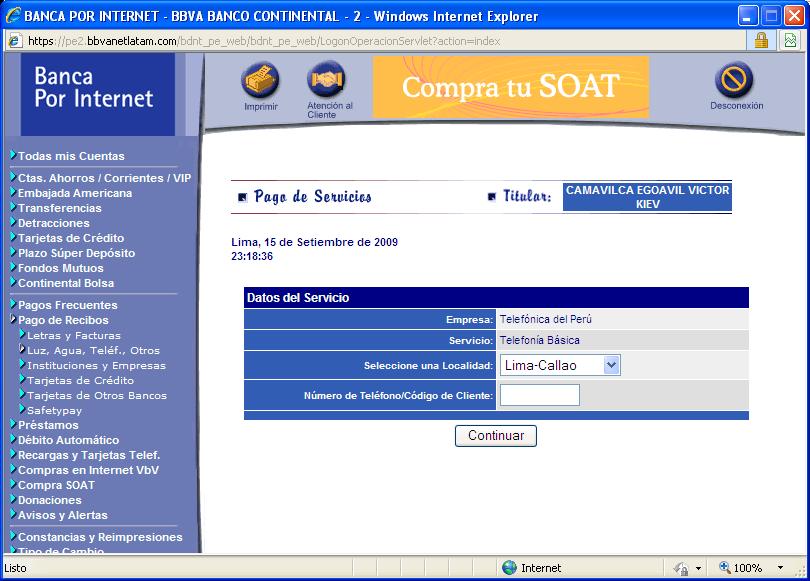 BANCA POR INTERNET - BBVA BANCO CONTINENTAL - 2 - Windows Internet Explorer
https://pe2.bbvanetlatam.com/bdnt_pe_web/bdnt_pe_web/LogonOperacionServlet?action=index
Banca
Por Internet
Imprimir
Atención al
Cliente
Compra tu SOAT
Desconexión
Todas mis Cuentas
Ctas. Ahorros / Corrientes / VIP
Embajada Americana
Transferencias
Detracciones
Tarjetas de Crédito
Plazo Súper Depósito
Fondos Mutuos
Continental Bolsa
Pagos Frecuentes
Pago de Recibos
Letras y Facturas
Luz, Agua, Teléf., Otros
Instituciones y Empresas
Tarjetas de Crédito
Tarjetas de Otros Bancos
Safetypay
Préstamos
Débito Automático
Recargas y Tarjetas Telef.
Compras en Internet VbV
Compra SOAT
Donaciones
Avisos y Alertas
Constancias y Reimpresiones
Tipo de Cambio
Pago de Servicios
Titular: CAMAVILCA EGOAVIL VICTOR
KIEV
Lima, 15 de Setiembre de 2009
23:18:36
Datos del Servicio
Empresa: Telefónica del Perú
Servicio: Telefonía Básica
Seleccione una Localidad: Lima-Callao
Número de Teléfono/Código de Cliente:
Continuar
Listo
Internet
100%